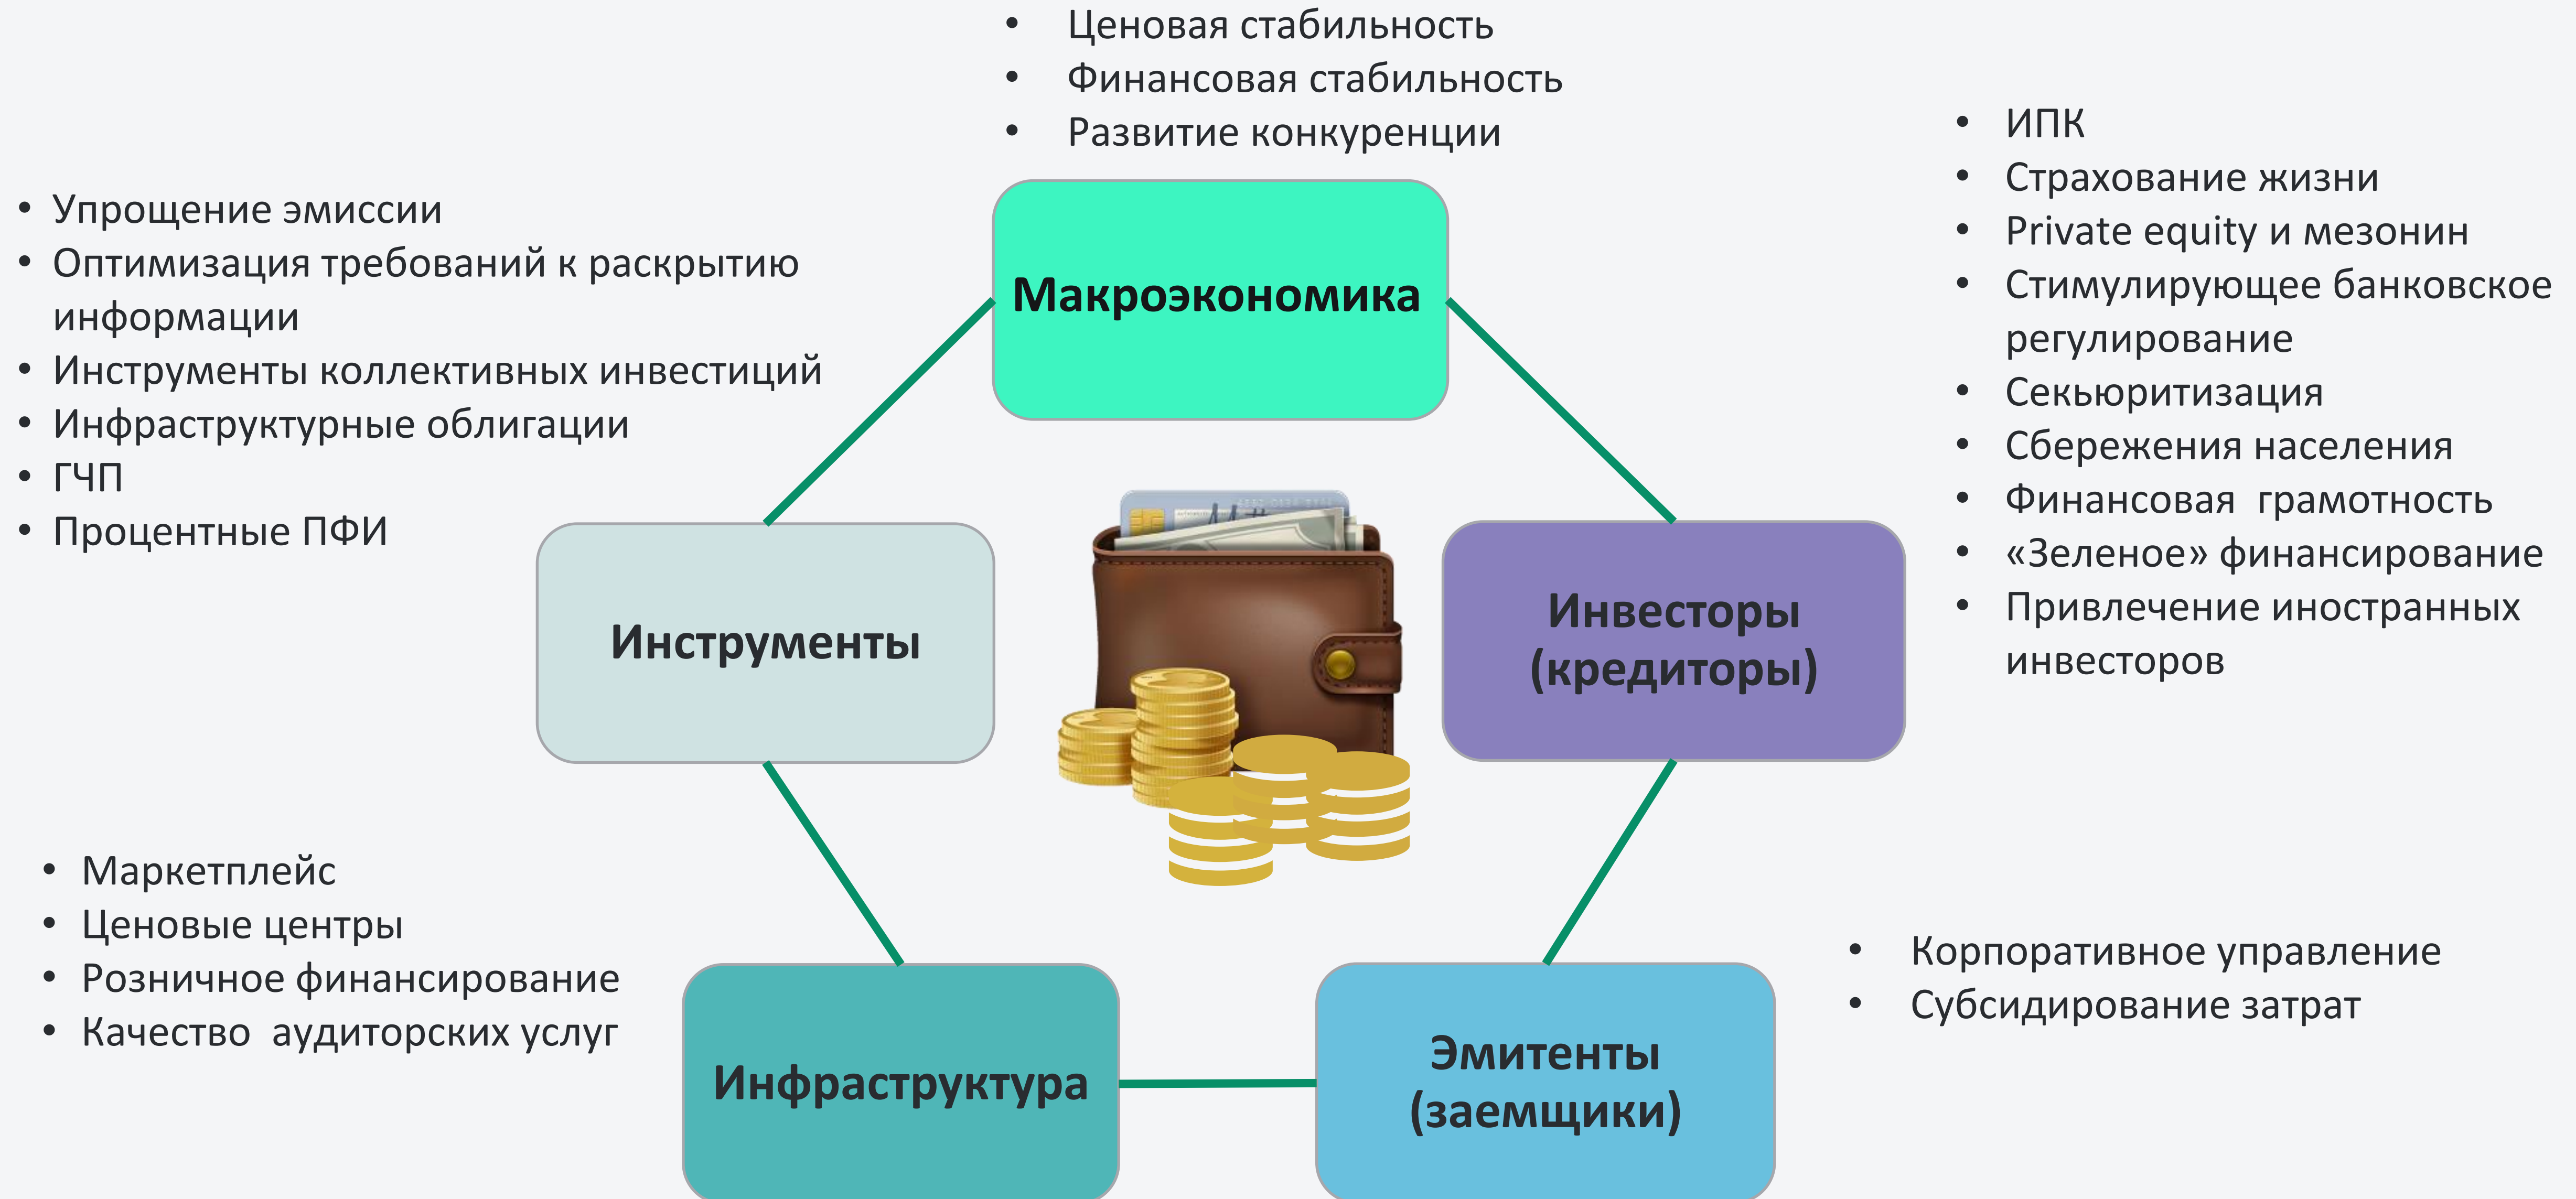 • Ценовая стабильность
• Финансовая стабильность
• Развитие конкуренции
Макроэкономика
• Упрощение эмиссии
• Оптимизация требований к раскрытию
информации
• Инструменты коллективных инвестиций
• Инфраструктурные облигации
• ГЧП
• Процентные ПФИ
Инструменты
• ИПК
• Страхование жизни
• Private equity и мезонин
• Стимулирующее банковское
регулирование
• Секьюритизация
• Сбережения населения
• Финансовая грамотность
• «Зеленое» финансирование
• Привлечение иностранных
инвесторов
Инвесторы
(кредиторы)
• Маркетплейс
• Ценовые центры
• Розничное финансирование
• Качество аудиторских услуг
Инфраструктура
• Корпоративное управление
• Субсидирование затрат
Эмитенты
(заемщики)